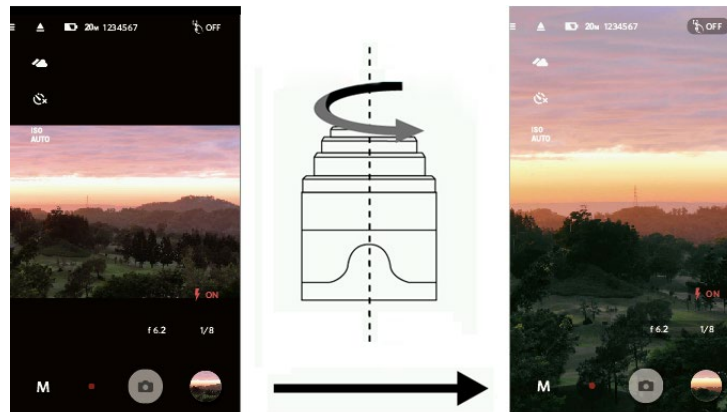 20M 1234567
OFF
ISO
AUTO
ON
f 6.2 1/8
M
20M 1234567
OFF
ISO
AUTO
ON
f 6.2 1/8
M